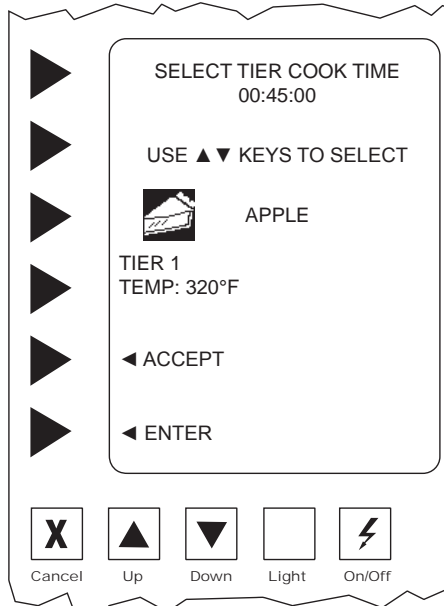 SELECT TIER COOK TIME
00:45:00
USE ▲▼ KEYS TO SELECT
APPLE
TIER 1
TEMP: 320°F
◄ ACCEPT
◄ ENTER
X
Cancel Up Down Light On/Off